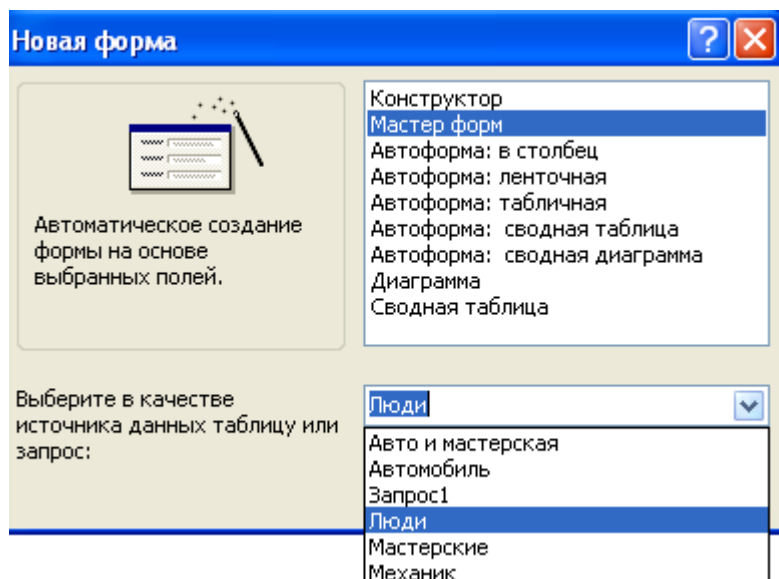 Новая форма
Конструктор
Мастер форм
Автоформа: в столбец
Автоформа: ленточная
Автоформа: табличная
Автоформа: сводная таблица
Автоформа: сводная диаграмма
Диаграмма
Сводная таблица
Автоматическое создание
формы на основе
выбранных полей.
Выберите в качестве
источника данных таблицу или
запрос:
Люди
Авто и мастерская
Автомобиль
Запрос1
Люди
Мастерские
Механик